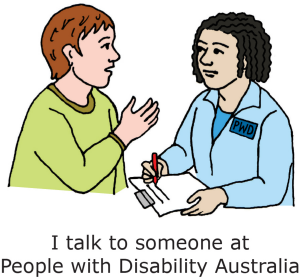 PWD
I talk to someone at
People with Disability Australia